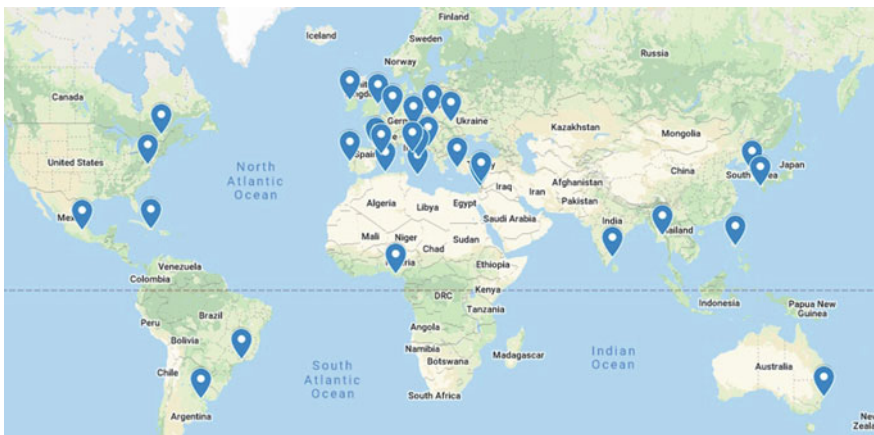 Finland
Iceland
Sweden
Russia
Norway
Canada
Ukraine
Kazakhstan
Mongolia
United States
North
Atlantic
Ocean
Spain
China
Japan
Afghanistan
Iraq
Iran
Pakistan
Algeria
Libya
Egypt
Saudi Arabia
India
Mali
Niger
Chad
Sudan
Ethiopia
Venezuela
Colombia
DRC
Kenya
Indonesia
Papua New
Guinea
Tanzania
Peru
Brazil
Angola
Bolivia
Namibia
Botswana
Madagascar
South
Atlantic
Ocean
Indian
Ocean
Australia
Chile
South Africa
Argentina